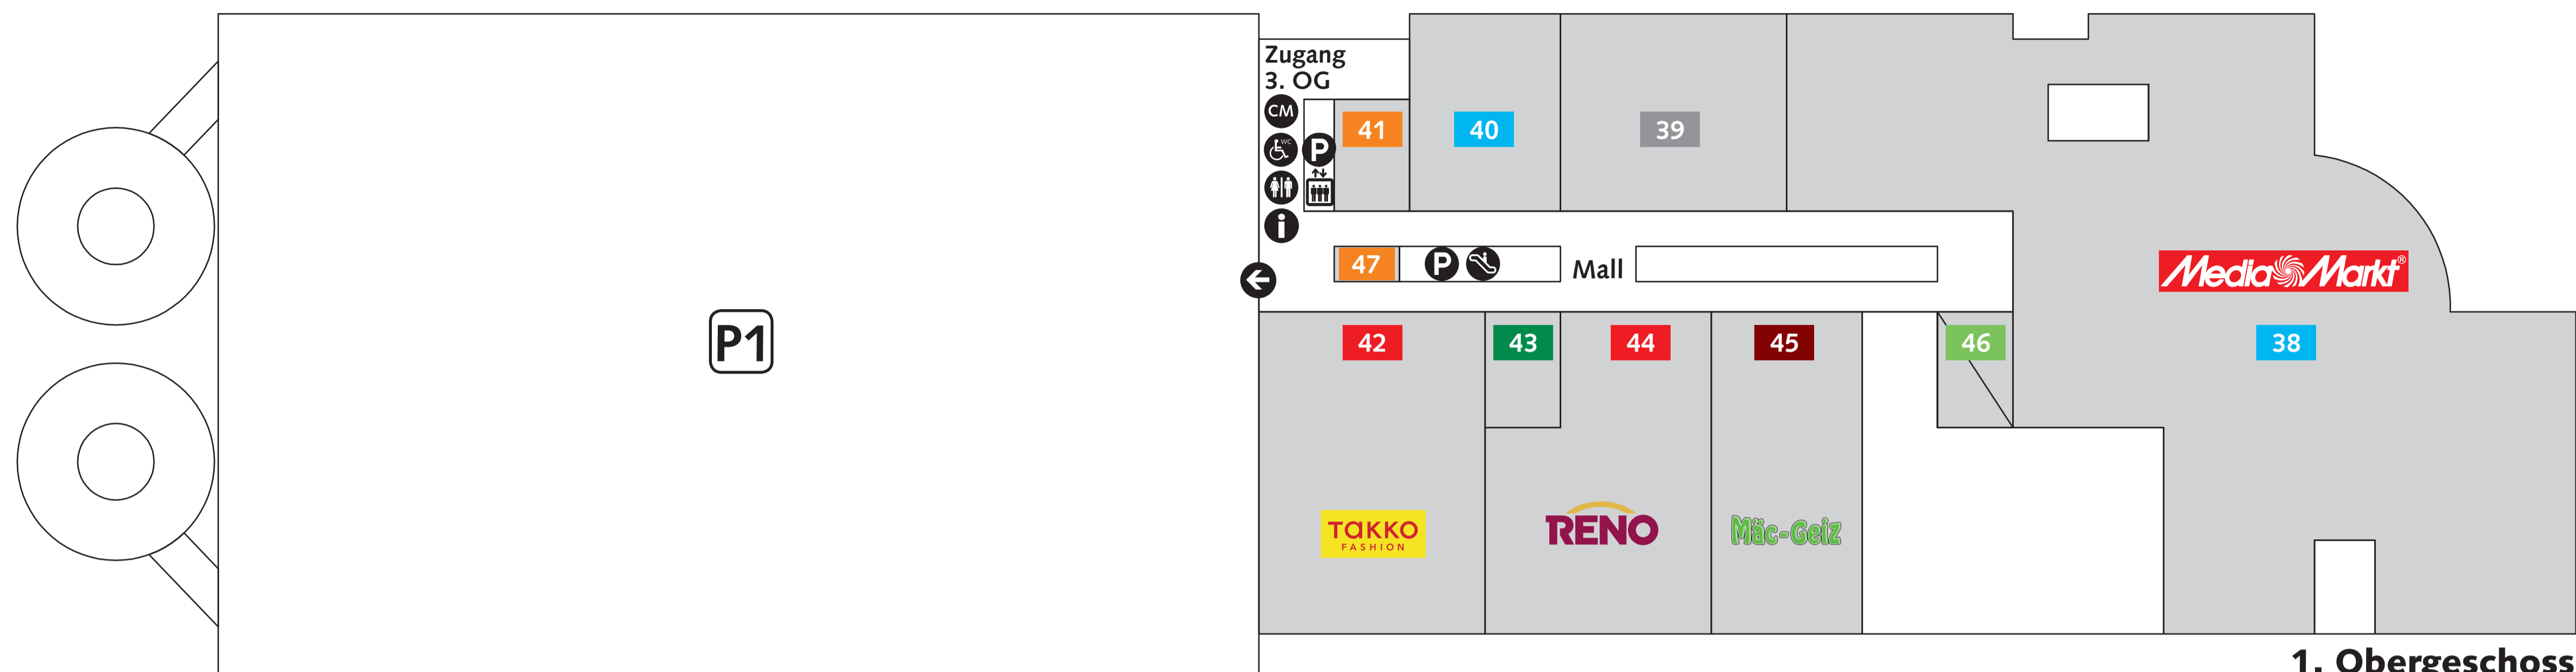 Zugang
3. OG
CM
WC
P
41
40
39
i
47
P
Mall
MediaMarkt®
P1
42
43
44
45
46
38
TAKKO
FASHION
RENO
Mäc-Geiz
1. Obergeschoss